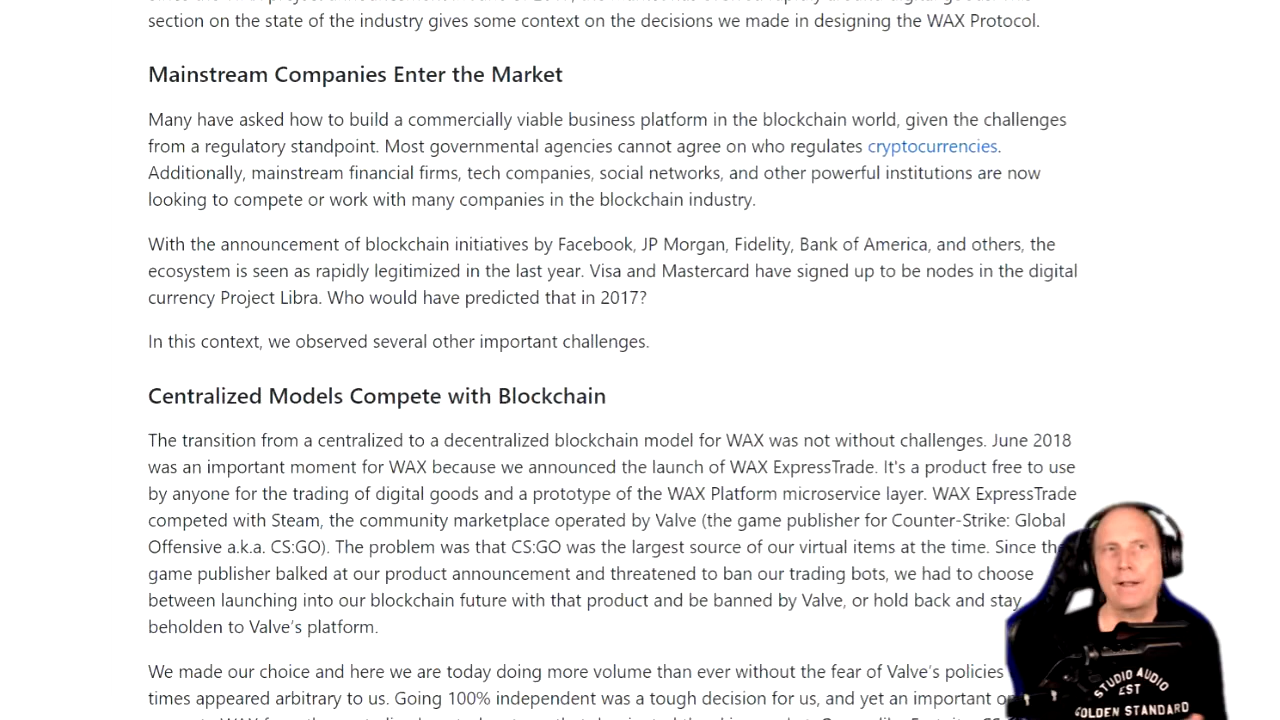 section on the state of the industry gives some context on the decisions we made in designing the WAX Protocol.
Mainstream Companies Enter the Market
Many have asked how to build a commercially viable business platform in the blockchain world, given the challenges
from a regulatory standpoint. Most governmental agencies cannot agree on who regulates cryptocurrencies.
Additionally, mainstream financial firms, tech companies, social networks, and other powerful institutions are now
looking to compete or work with many companies in the blockchain industry.
With the announcement of blockchain initiatives by Facebook, JP Morgan, Fidelity, Bank of America, and others, the
ecosystem is seen as rapidly legitimized in the last year. Visa and Mastercard have signed up to be nodes in the digital
currency Project Libra. Who would have predicted that in 2017?
In this context, we observed several other important challenges.
Centralized Models Compete with Blockchain
The transition from a centralized to a decentralized blockchain model for WAX was not without challenges. June 2018
was an important moment for WAX because we announced the launch of WAX ExpressTrade. It's a product free to use
by anyone for the trading of digital goods and a prototype of the WAX Platform microservice layer. WAX ExpressTrade
competed with Steam, the community marketplace operated by Valve (the game publisher for Counter-Strike: Global
Offensive a.k.a. CS:GO). The problem was that CS:GO was the largest source of our virtual items at the time. Since
game publisher balked at our product announcement and threatened to ban our trading bots, we had to choose
between launching into our blockchain future with that product and be banned by Valve, or hold back and stay
beholden to Valve's platform.
We made our choice and here we are today doing more volume than ever without the fear of Valve's policies
times appeared arbitrary to us. Going 100% independent was a tough decision for us, and yet an important
STUDIO AUDIO
EST
GOLDEN STANDARD